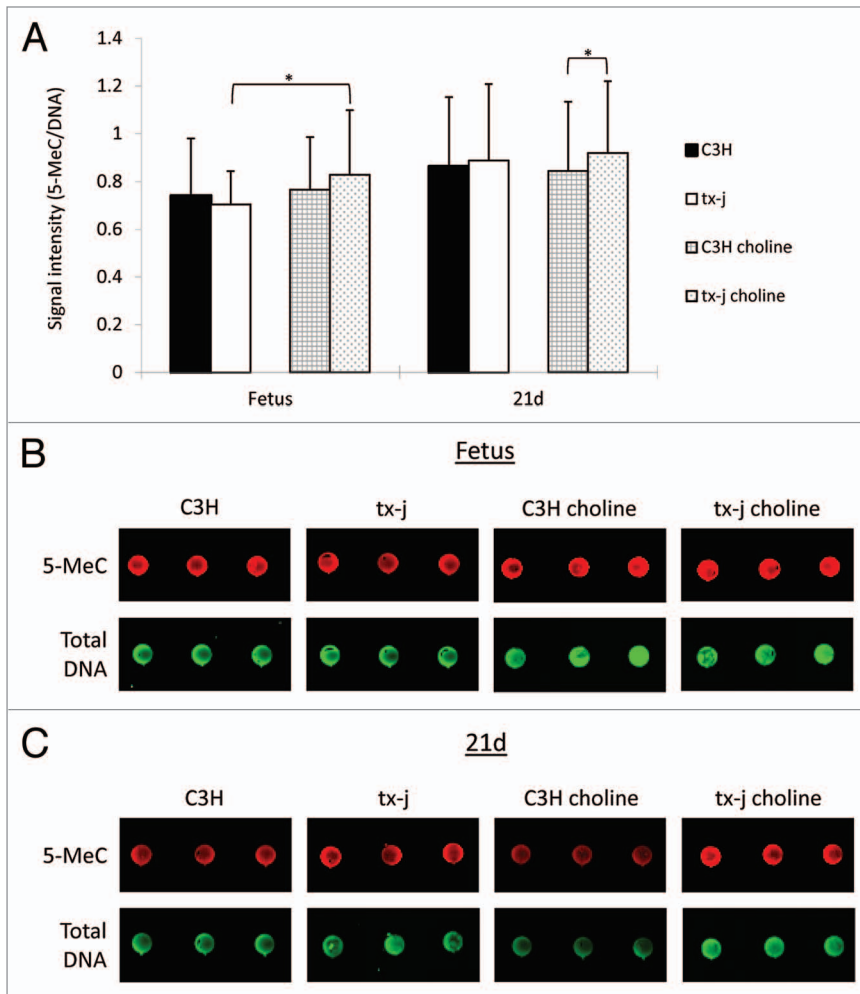 A
1.4
1.2
1
0.8
0.6
0.4
0.2
0
Signal intensity (5-MeC/DNA)
*
*
Fetus
21d
C3H
tx-j
C3H choline
tx-j choline
B
Fetus
C3H tx-j C3H choline tx-j choline
5-MeC
Total
DNA
C
21d
C3H tx-j C3H choline tx-j choline
5-MeC
Total
DNA